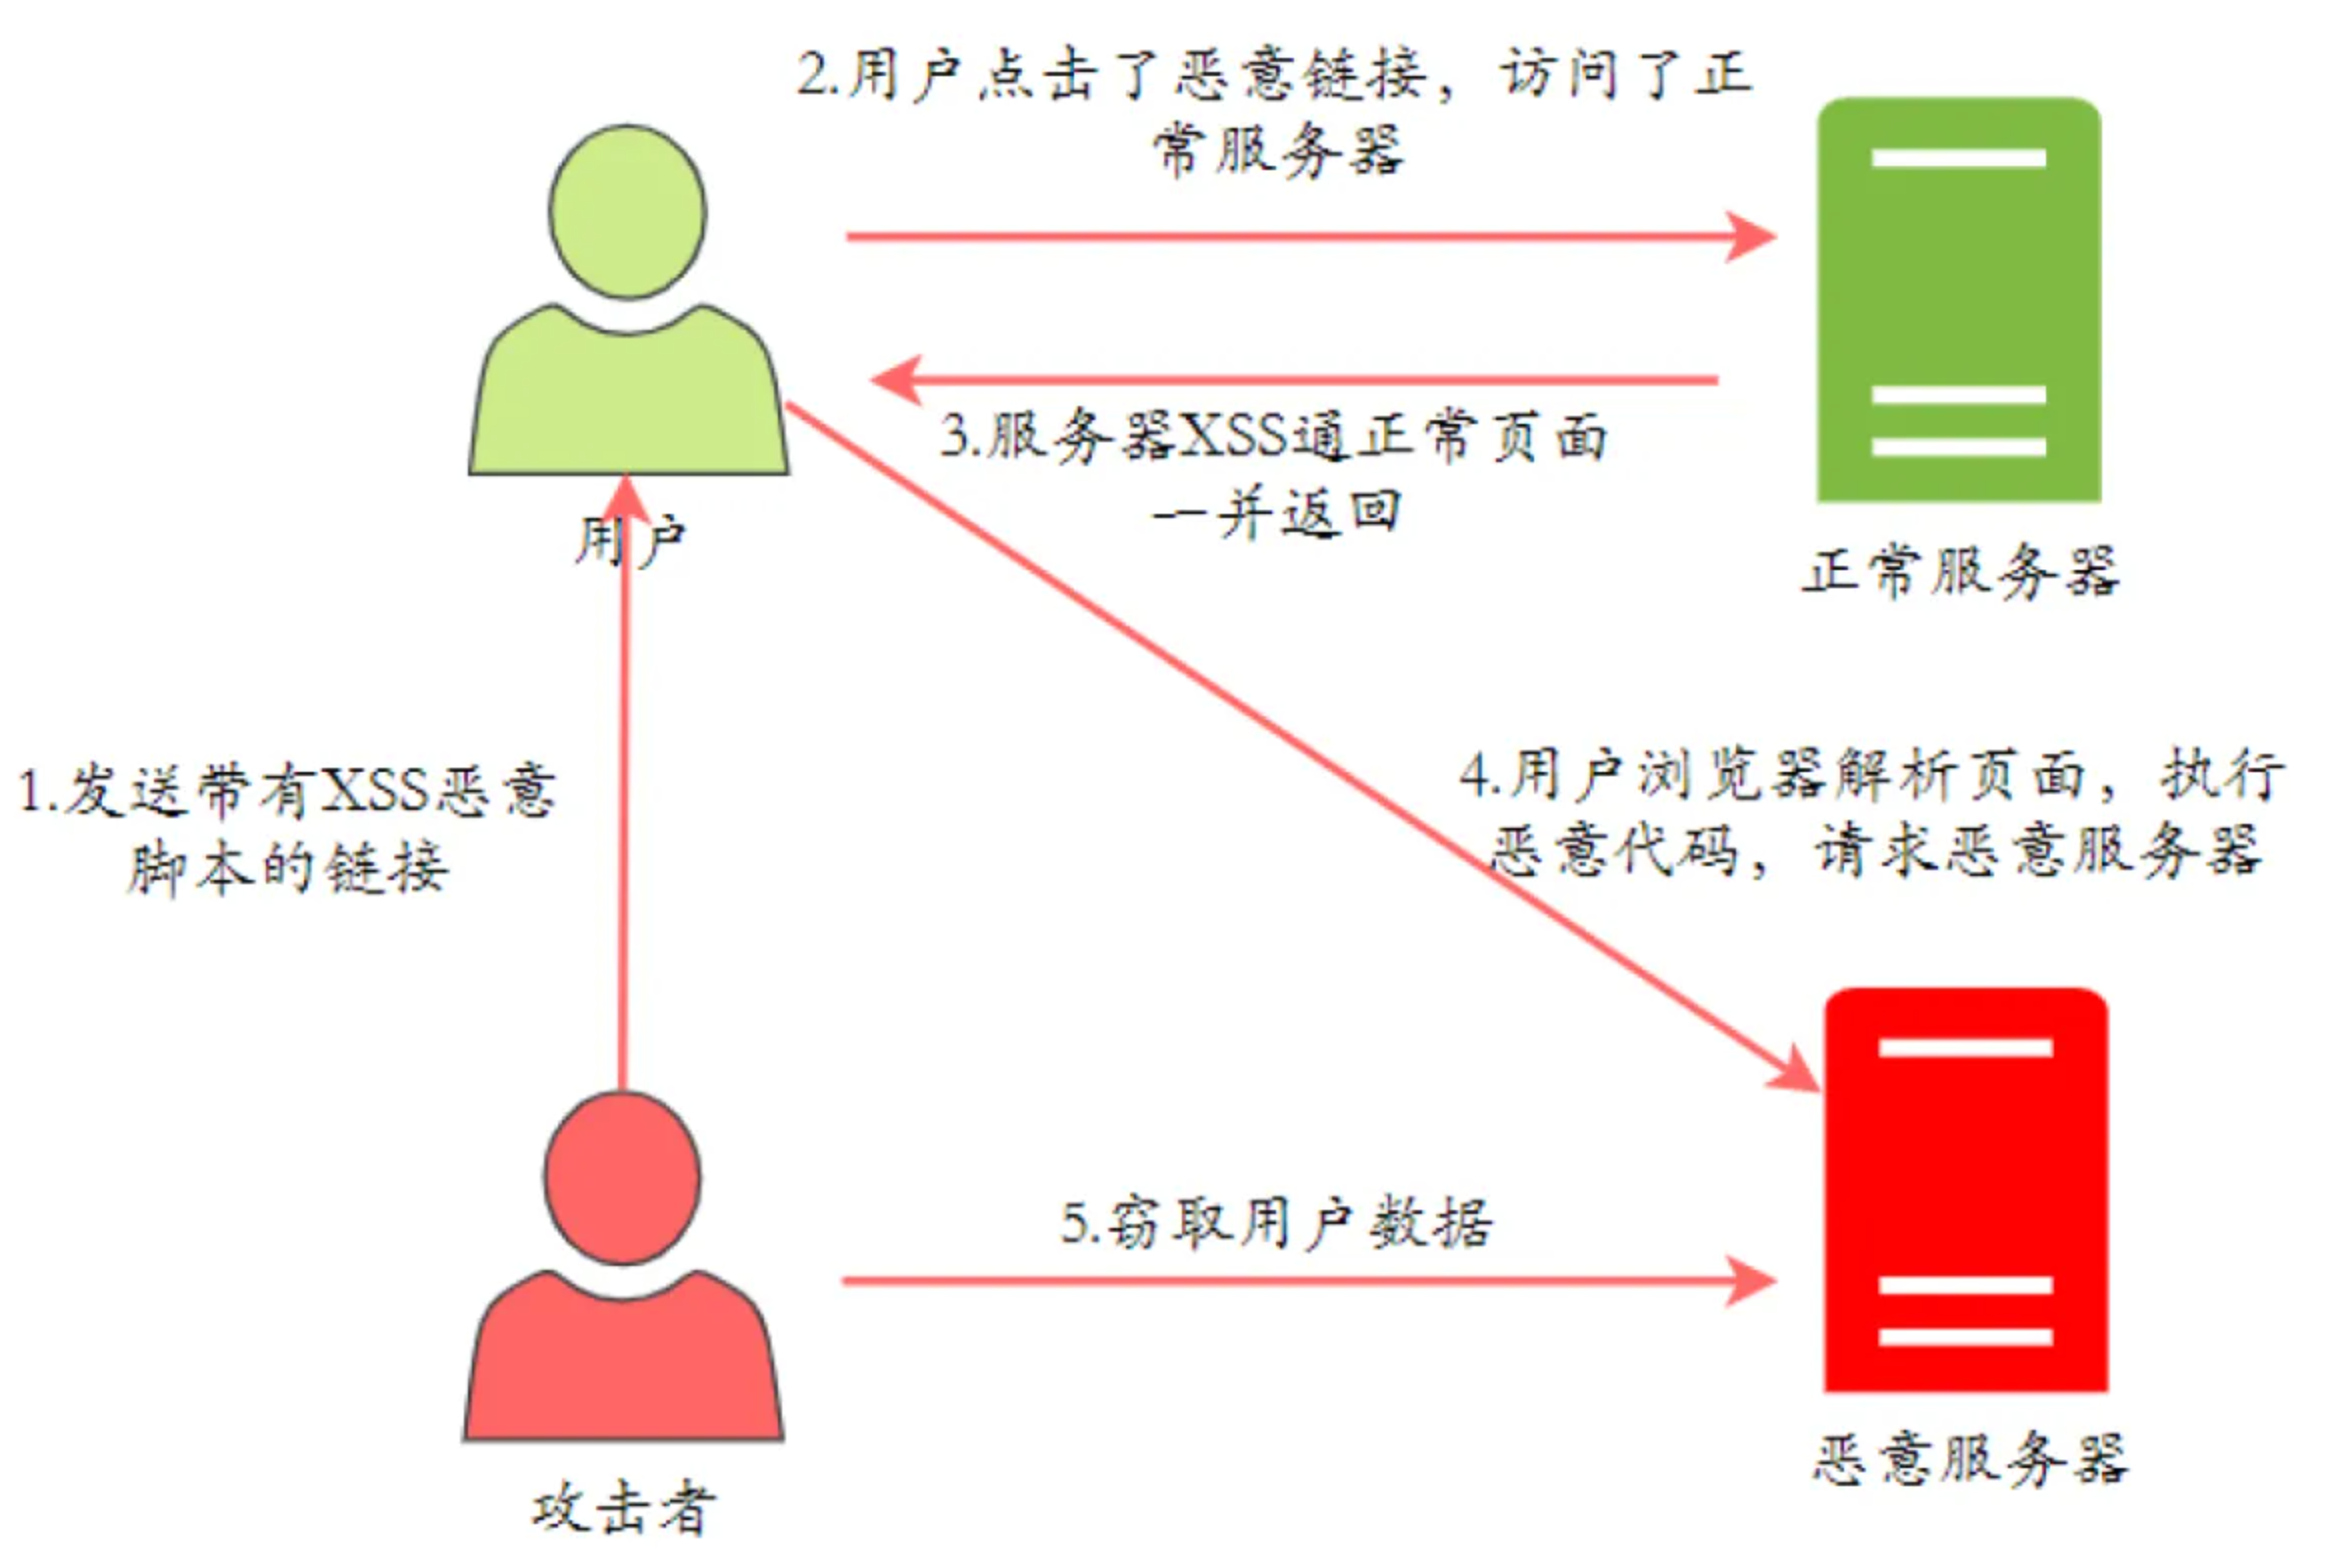 2.用户点击了恶意链接，访问了正
常服务器
3.服务器XSS通正常页面
一并返回
用户
正常服务器
1.发送带有XSS恶意
脚本的链接
4.用户浏览器解析页面，执行
恶意代码，请求恶意服务器
5.窃取用户数据
恶意服务器
攻击者